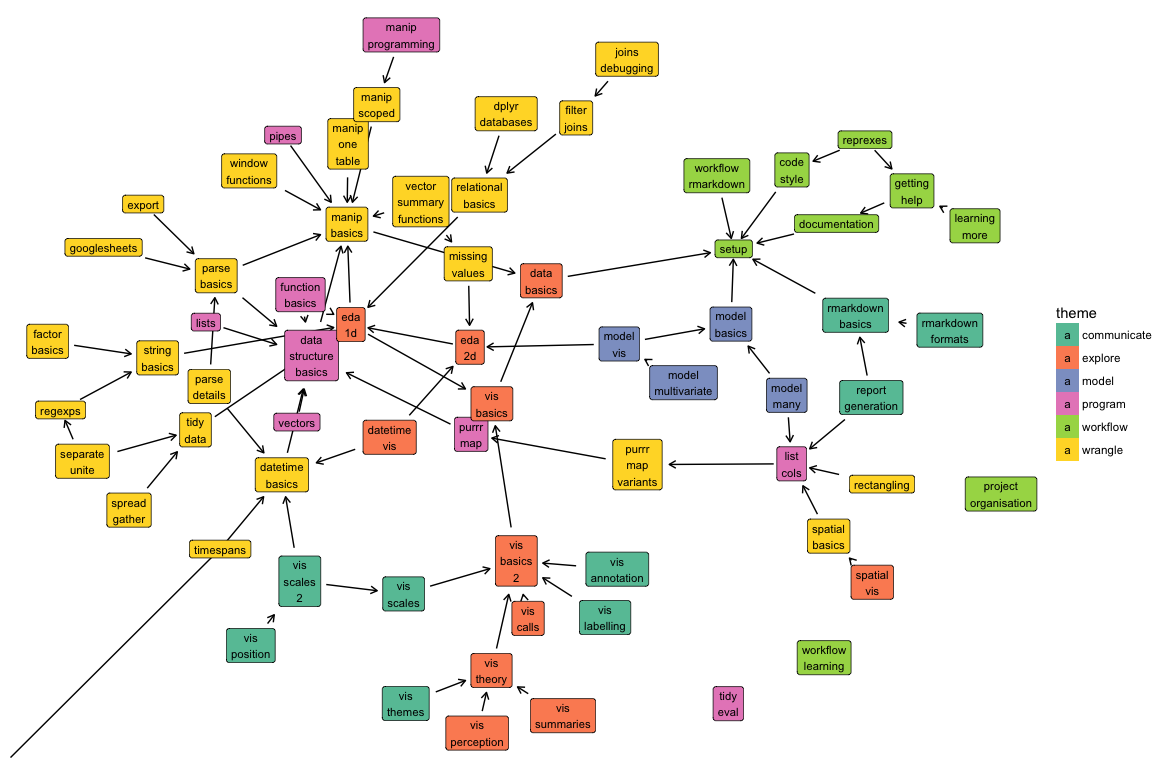 manip
programming
joins
debugging
manip
scoped
dplyr
databases
filter
joins
pipes
manip
one
table
reprexes
window
functions
workflow
rmarkdown
code
style
vector
summary
functions
relational
basics
getting
help
export
manip
basics
documentation
learning
more
googlesheets
setup
parse
basics
missing
values
data
basics
function
basics
lists
eda
1d
model
basics
rmarkdown
basics
rmarkdown
formats
factor
basics
string
basics
data
structure
basics
eda
2d
model
vis
parse
details
model
multivariate
model
many
report
generation
regexps
tidy
data
vectors
datetime
vis
vis
basics
purrr
map
separate
unite
datetime
basics
purrr
map
variants
list
cols
rectangling
project
organisation
spread
gather
timespans
spatial
basics
vis
scales
2
vis
scales
vis
basics
2
vis
annotation
spatial
vis
vis
position
vis
calls
vis
labelling
workflow
learning
vis
theory
vis
themes
vis
perception
vis
summaries
tidy
eval
theme
a communicate
a explore
a model
a program
a workflow
a wrangle